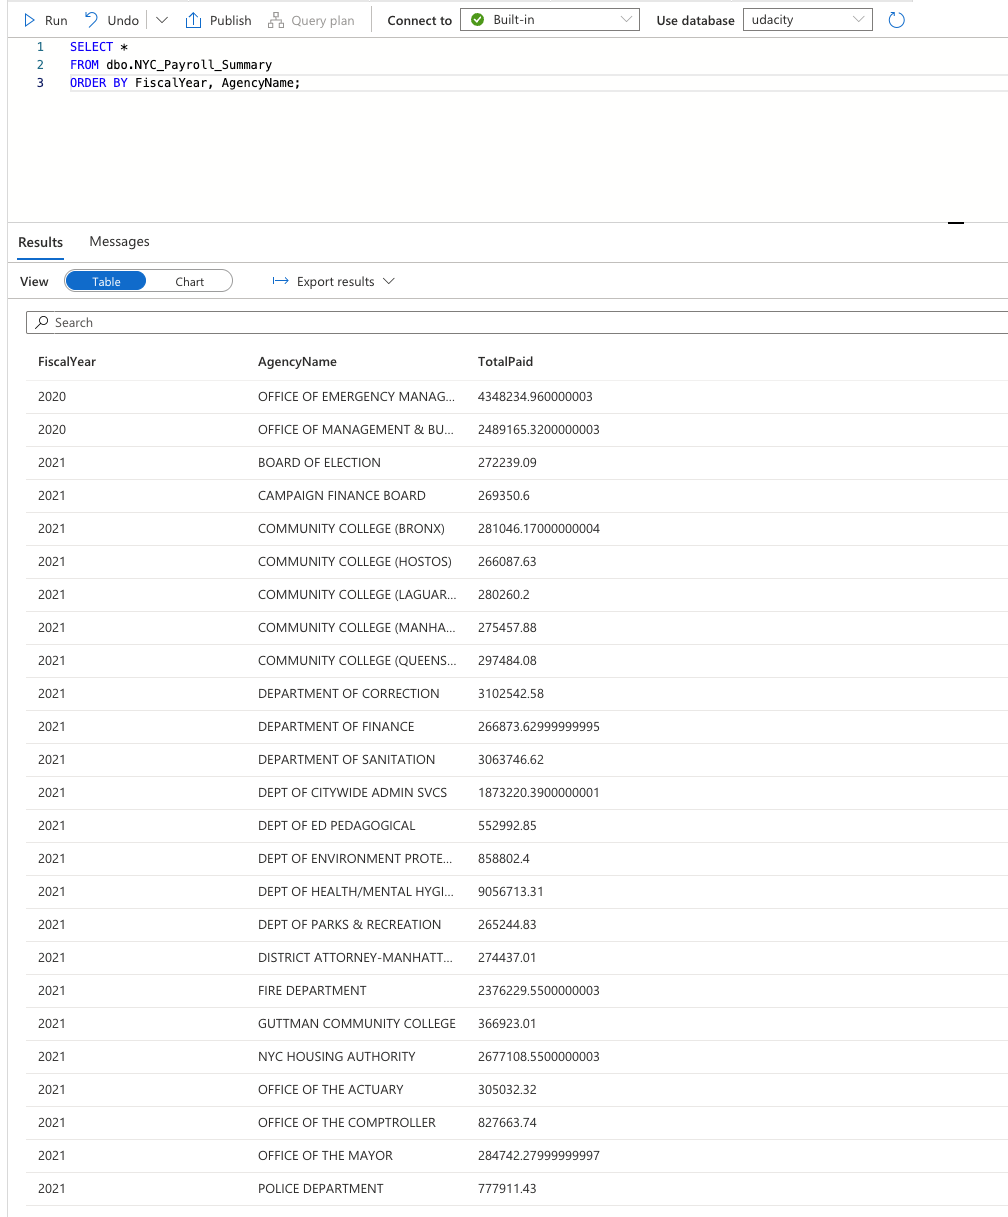 Run Undo Publish Query plan Connect to Built-in Use database udacity
1 SELECT *
2 FROM dbo.NYC_Payroll_Summary
3 ORDER BY FiscalYear, AgencyName;
Results Messages
View Table Chart Export results
Search
FiscalYear AgencyName TotalPaid
2020 OFFICE OF EMERGENCY MANAG... 4348234.960000003
2020 OFFICE OF MANAGEMENT & BU... 2489165.3200000003
2021 BOARD OF ELECTION 272239.09
2021 CAMPAIGN FINANCE BOARD 269350.6
2021 COMMUNITY COLLEGE (BRONX) 281046.17000000004
2021 COMMUNITY COLLEGE (HOSTOS) 266087.63
2021 COMMUNITY COLLEGE (LAGUAR... 280260.2
2021 COMMUNITY COLLEGE (MANHA... 275457.88
2021 COMMUNITY COLLEGE (QUEENS... 297484.08
2021 DEPARTMENT OF CORRECTION 3102542.58
2021 DEPARTMENT OF FINANCE 266873.62999999995
2021 DEPARTMENT OF SANITATION 3063746.62
2021 DEPT OF CITYWIDE ADMIN SVCS 1873220.3900000001
2021 DEPT OF ED PEDAGOGICAL 552992.85
2021 DEPT OF ENVIRONMENT PROTE... 858802.4
2021 DEPT OF HEALTH/MENTAL HYGI... 9056713.31
2021 DEPT OF PARKS & RECREATION 265244.83
2021 DISTRICT ATTORNEY-MANHATT... 274437.01
2021 FIRE DEPARTMENT 2376229.5500000003
2021 GUTTMAN COMMUNITY COLLEGE 366923.01
2021 NYC HOUSING AUTHORITY 2677108.5500000003
2021 OFFICE OF THE ACTUARY 305032.32
2021 OFFICE OF THE COMPTROLLER 827663.74
2021 OFFICE OF THE MAYOR 284742.27999999997
2021 POLICE DEPARTMENT 777911.43